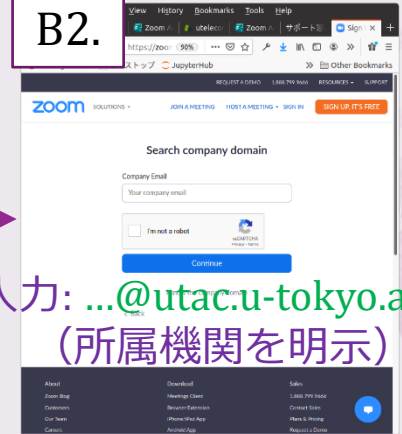 B2.
View History Bookmarks Tools Help
Zoom utelecon Zoom サポート Sign
https://zoo 90%
トップ JupyterHub Other Bookmarks
REQUEST A DEMO 1.888.799.9666 RESOURCES SUPPORT
zoom SOLUTIONS JOIN A MEETING HOST A MEETING SIGN IN SIGN UP, IT'S FREE
Search company domain
Company Email
Your company email
I'm not a robot
reCAPTCHA
Privacy - Terms
Continue
入力: ...@utac.u-tokyo.a
Back
(所属機関を明示)
About Download Sales
Zoom Blog Meetings Client 1.888.799.9666
Customers Browser Extension Contact Sales
Our Team iPhone/iPad App Plans & Pricing
Careers Android App Request a Demo